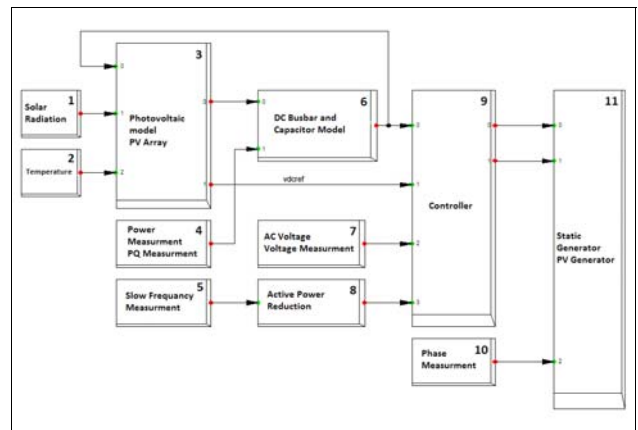 1
Solar
Radiation
2
Temperature
3
Photovoltaic
model
PV Array
0
1
2
0
1
4
Power
Measurment
PQ Measurment
5
Slow Frequancy
Measurment
6
DC Busbar and
Capacitor Model
0
1
vdcref
7
AC Voltage
Voltage Measurment
8
Active Power
Reduction
9
Controller
0
1
2
3
0
1
10
Phase
Measurment
11
Static
Generator
PV Generator
0
1
2